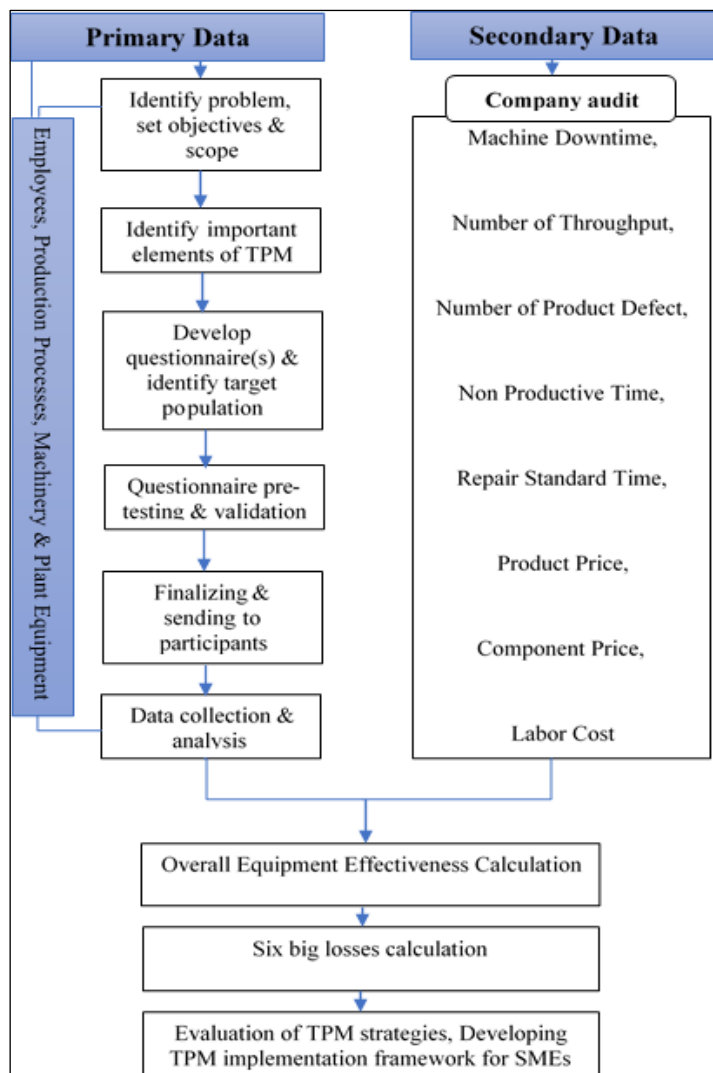 Primary Data
Identify problem,
set objectives &
scope
Identify important
elements of TPM
Develop
questionnaire(s) &
identify target
population
Questionnaire pre-
testing & validation
Finalizing &
sending to
participants
Data collection &
analysis
Employees, Production Processes, Machinery & Plant Equipment
Secondary Data
Company audit
Machine Downtime,
Number of Throughput,
Number of Product Defect,
Non Productive Time,
Repair Standard Time,
Product Price,
Component Price,
Labor Cost
Overall Equipment Effectiveness Calculation
Six big losses calculation
Evaluation of TPM strategies, Developing
TPM implementation framework for SMEs